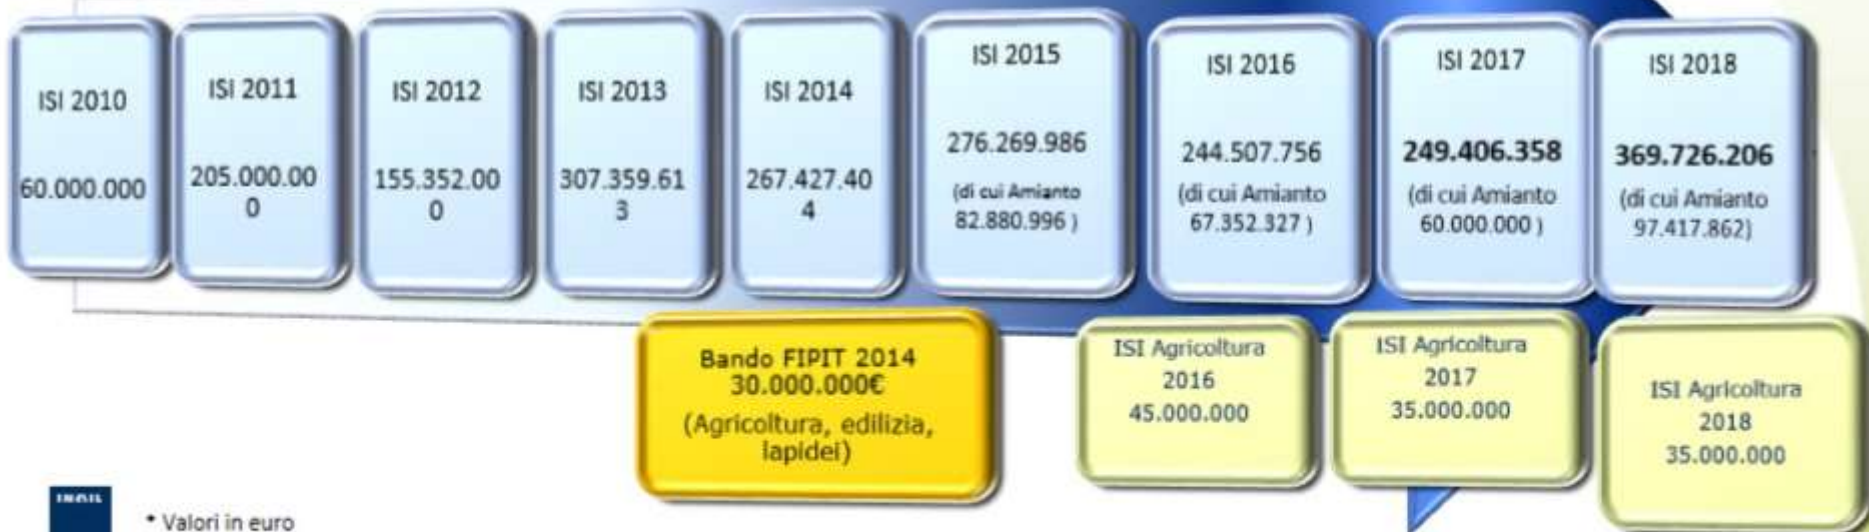 ISI 2010
60.000.000
ISI 2011
205.000.00
0
ISI 2012
155.352.00
0
ISI 2013
307.359.61
3
ISI 2014
267.427.40
4
ISI 2015
276.269.986
(di cui Amianto
82.880.996 )
ISI 2016
244.507.756
(di cui Amianto
67.352.327 )
ISI 2017
249.406.358
(di cui Amianto
60.000.000 )
ISI 2018
369.726.206
(di cui Amianto
97.417.862)
Bando FIPIT 2014
30.000.000€
(Agricoltura, edilizia,
lapidei)
ISI Agricoltura
2016
45.000.000
ISI Agricoltura
2017
35.000.000
ISI Agricoltura
2018
35.000.000
INAIL
* Valori in euro